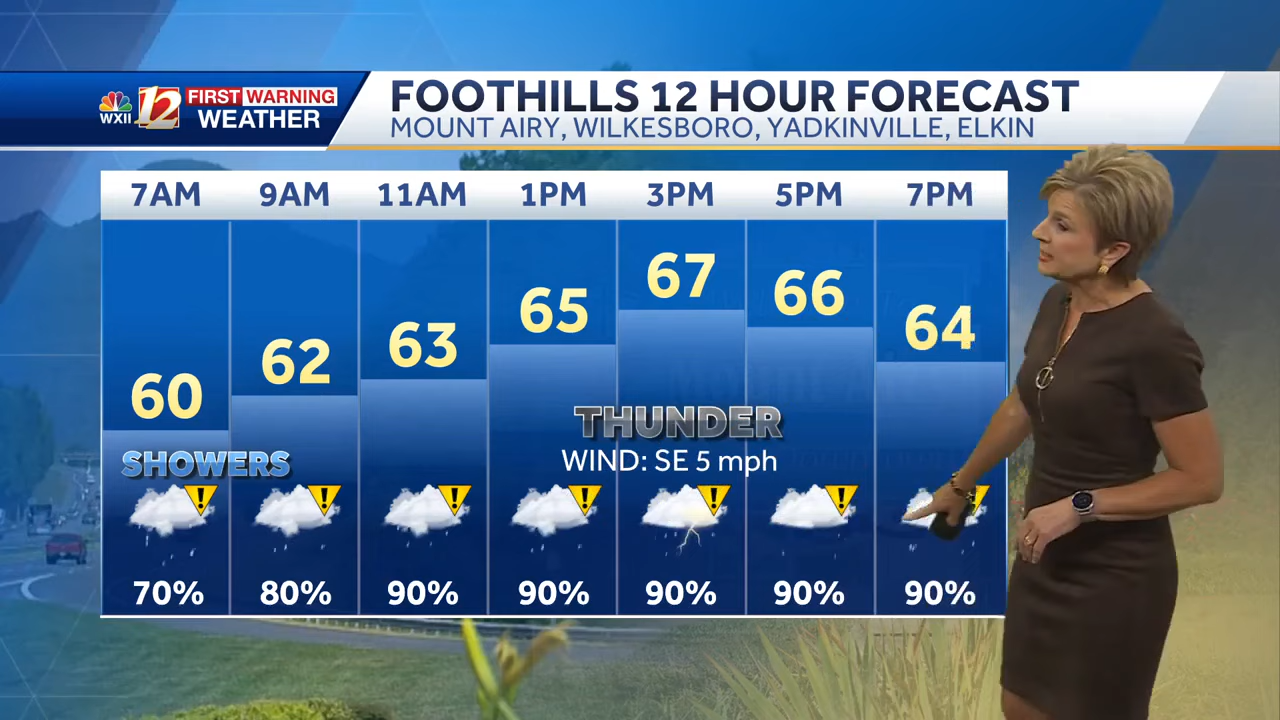 WXII 12 FIRST WARNING WEATHER
FOOTHILLS 12 HOUR FORECAST
MOUNT AIRY, WILKESBORO, YADKINVILLE, ELKIN
7AM 9AM 11AM 1PM 3PM 5PM 7PM
60 62 63 65 67 66 64
SHOWERS
THUNDER
WIND: SE 5 mph
! ! ! ! ! !
70% 80% 90% 90% 90% 90% 90%